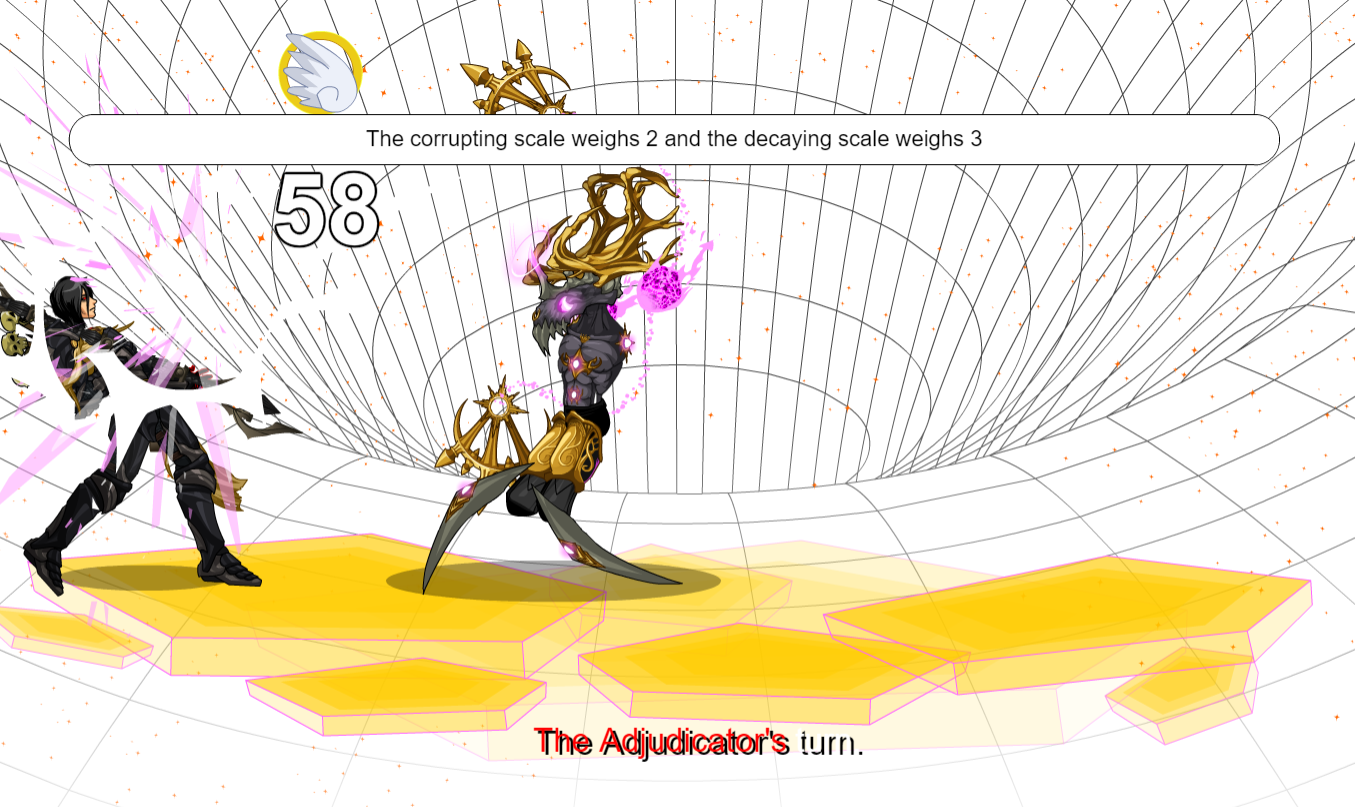 The corrupting scale weighs 2 and the decaying scale weighs 3
58
The Adjudicator's turn.